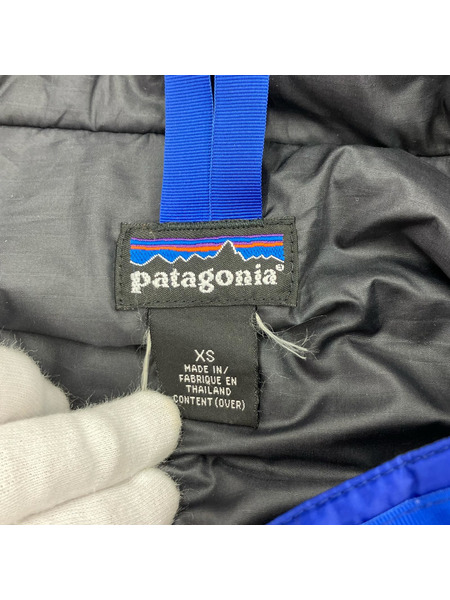 patagonia®
XS
MADE IN/
FABRIQUE EN
THAILAND
CONTENT (OVER)